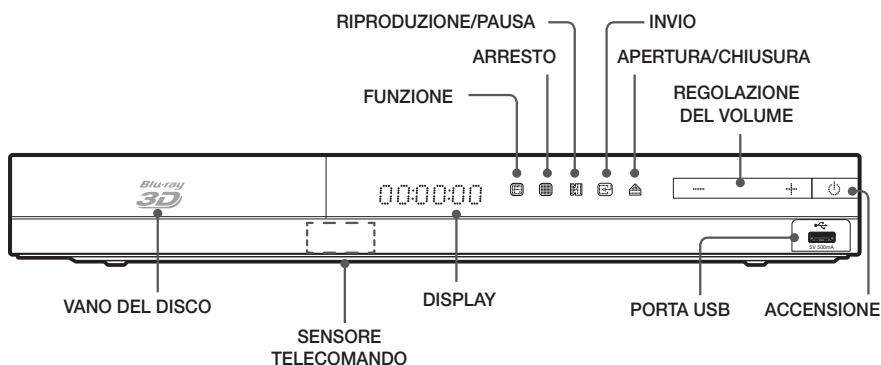 RIPRODUZIONE/PAUSA
INVIO
ARRESTO
APERTURA/CHIUSURA
FUNZIONE
REGOLAZIONE
DEL VOLUME
Blu-ray
3D
00:00:00
5V 500mA
VANO DEL DISCO
DISPLAY
PORTA USB
ACCENSIONE
SENSORE
TELECOMANDO